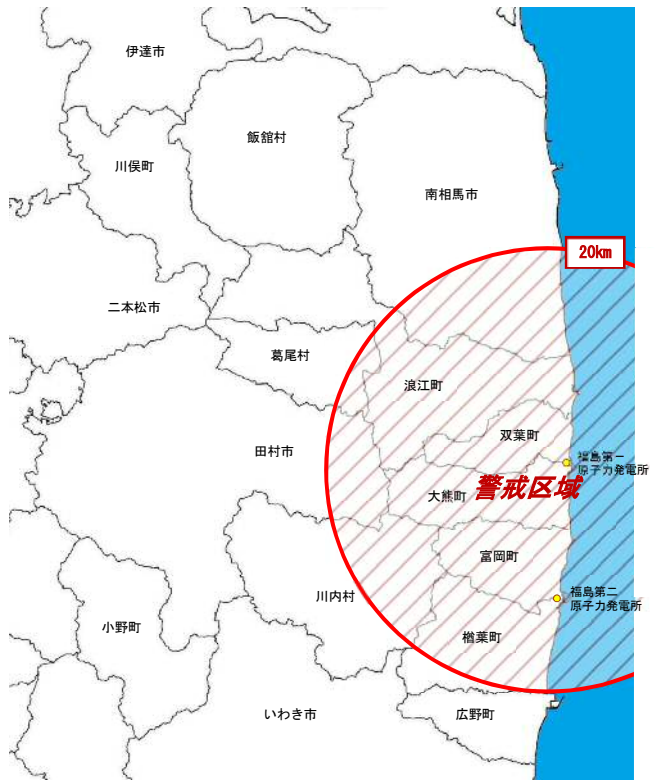 伊達市
飯舘村
川俣町
南相馬市
20km
二本松市
葛尾村
浪江町
双葉町
田村市
福島第一
原子力発電所
大熊町
警戒区域
富岡町
川内村
福島第二
原子力発電所
小野町
楢葉町
いわき市
広野町